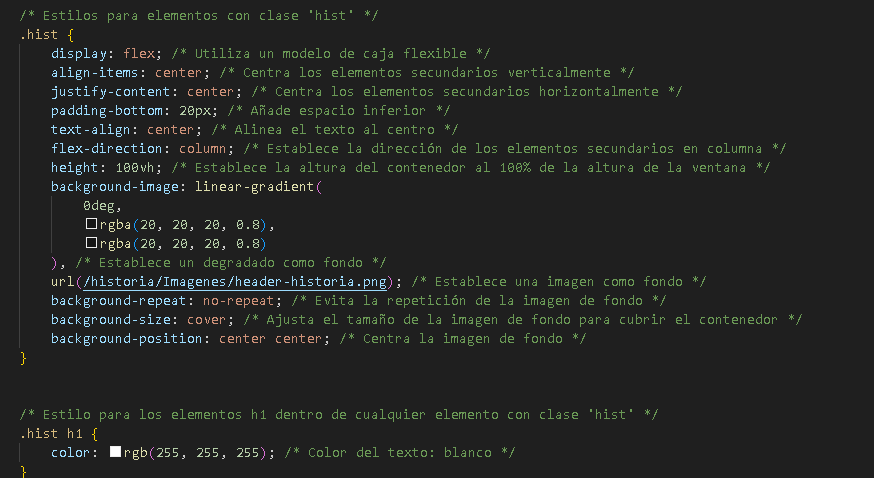 /* Estilos para elementos con clase 'hist' */
.hist {
display: flex; /* Utiliza un modelo de caja flexible */
align-items: center; /* Centra los elementos secundarios verticalmente */
justify-content: center; /* Centra los elementos secundarios horizontalmente */
padding-bottom: 20px; /* Añade espacio inferior */
text-align: center; /* Alinea el texto al centro */
flex-direction: column; /* Establece la dirección de los elementos secundarios en columna */
height: 100vh; /* Establece la altura del contenedor al 100% de la altura de la ventana */
background-image: linear-gradient(
0deg,
rgba(20, 20, 20, 0.8),
rgba(20, 20, 20, 0.8)
), /* Establece un degradado como fondo */
url(/historia/Imagenes/header-historia.png); /* Establece una imagen como fondo */
background-repeat: no-repeat; /* Evita la repetición de la imagen de fondo */
background-size: cover; /* Ajusta el tamaño de la imagen de fondo para cubrir el contenedor */
background-position: center center; /* Centra la imagen de fondo */
}
/* Estilo para los elementos h1 dentro de cualquier elemento con clase 'hist' */
.hist h1 {
color: rgb(255, 255, 255); /* Color del texto: blanco */
}